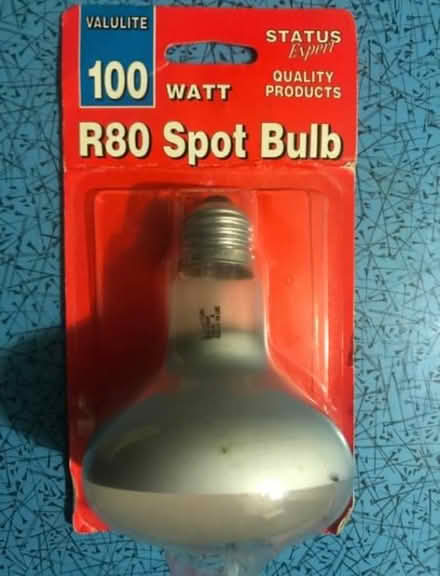 VALULITE
100
WATT
STATUS
Expert
QUALITY
PRODUCTS
R80 Spot Bulb